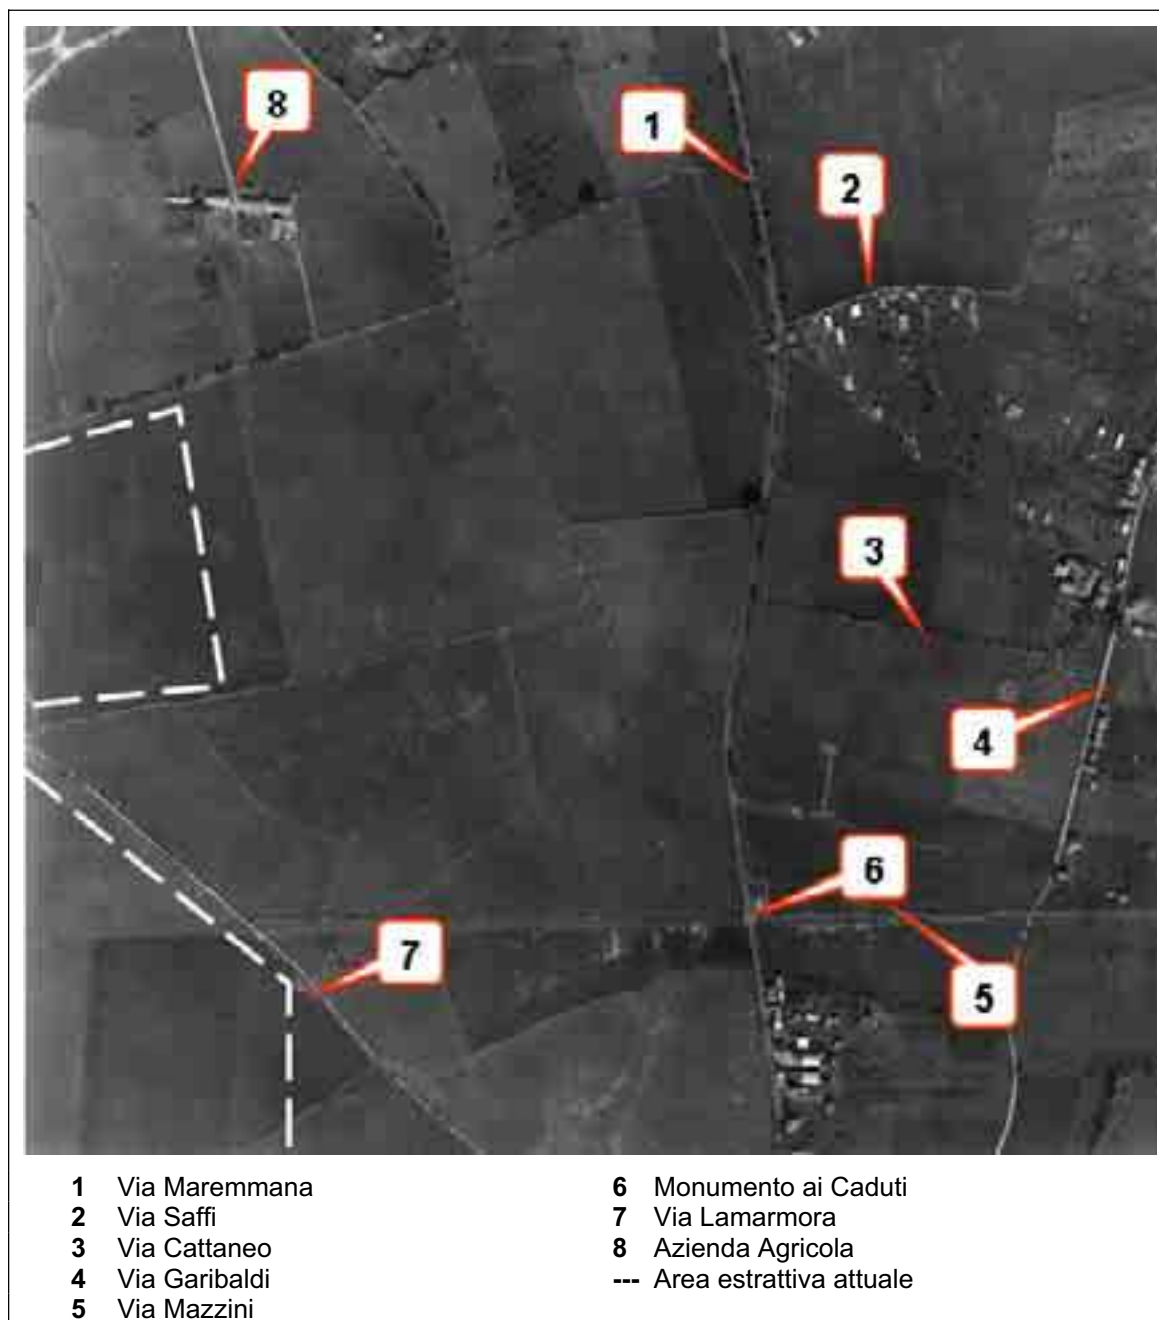 8
1
2
3
4
6
7
5
1 Via Maremmana
2 Via Saffi
3 Via Cattaneo
4 Via Garibaldi
5 Via Mazzini
6 Monumento ai Caduti
7 Via Lamarmora
8 Azienda Agricola
--- Area estrattiva attuale